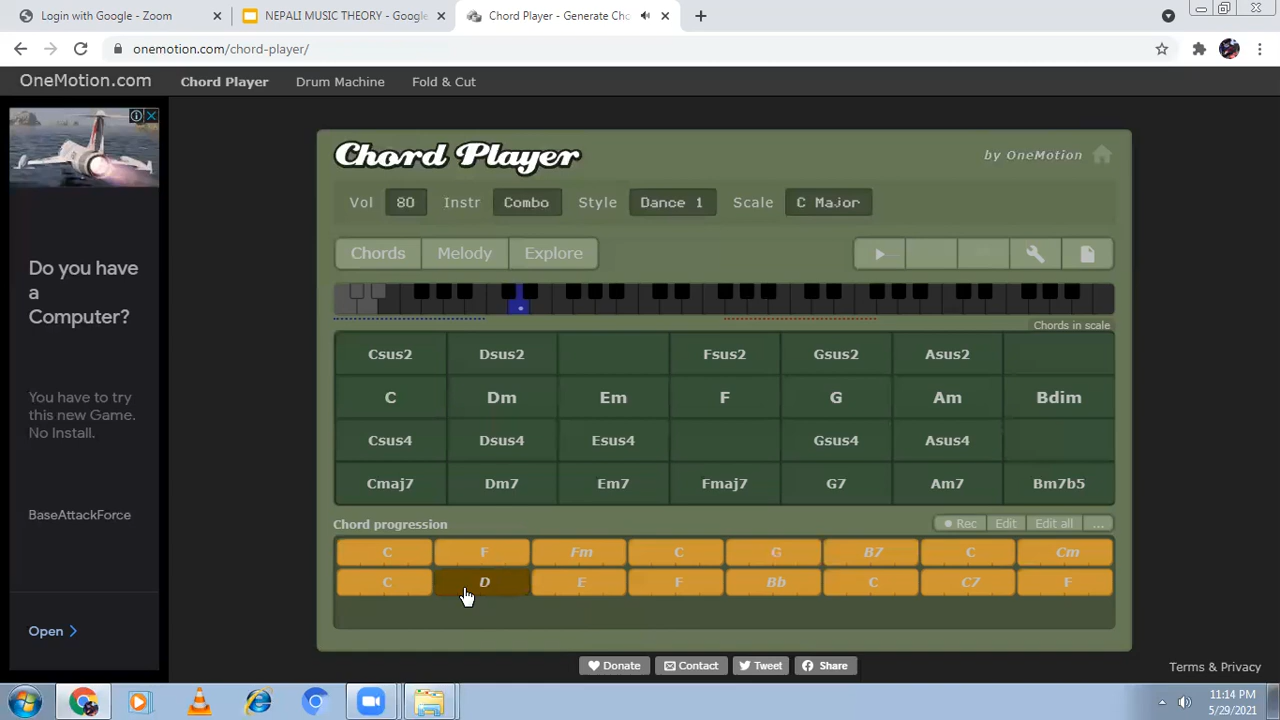 Login with Google - Zoom
NEPALI MUSIC THEORY - Google
Chord Player - Generate Cho
onemotion.com/chord-player/
OneMotion.com
Chord Player
Drum Machine
Fold & Cut
Chord Player
by OneMotion
Vol 80 Instr Combo Style Dance 1 Scale C Major
Chords Melody Explore
Chords in scale
Csus2 Dsus2 Fsus2 Gsus2 Asus2
C Dm Em F G Am Bdim
Csus4 Dsus4 Esus4 Gsus4 Asus4
Cmaj7 Dm7 Em7 Fmaj7 G7 Am7 Bm7b5
Chord progression
Rec Edit Edit all ...
C F Fm C G B7 C Cm
C D E F Bb C C7 F
Do you have
a
Computer?
You have to try
this new Game.
No Install.
BaseAttackForce
Open
Donate Contact Tweet Share
Terms & Privacy
11:14 PM
5/29/2021